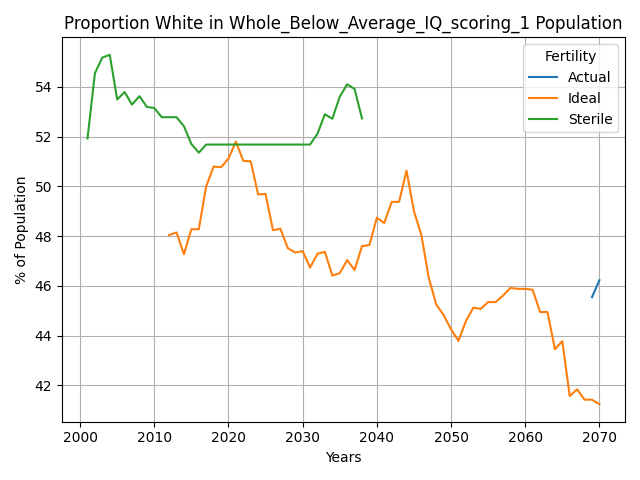 Proportion White in Whole_Below_Average_IQ_scoring_1 Population
Fertility
Actual
Ideal
Sterile
% of Population
54
52
50
48
46
44
42
2000 2010 2020 2030 2040 2050 2060 2070
Years